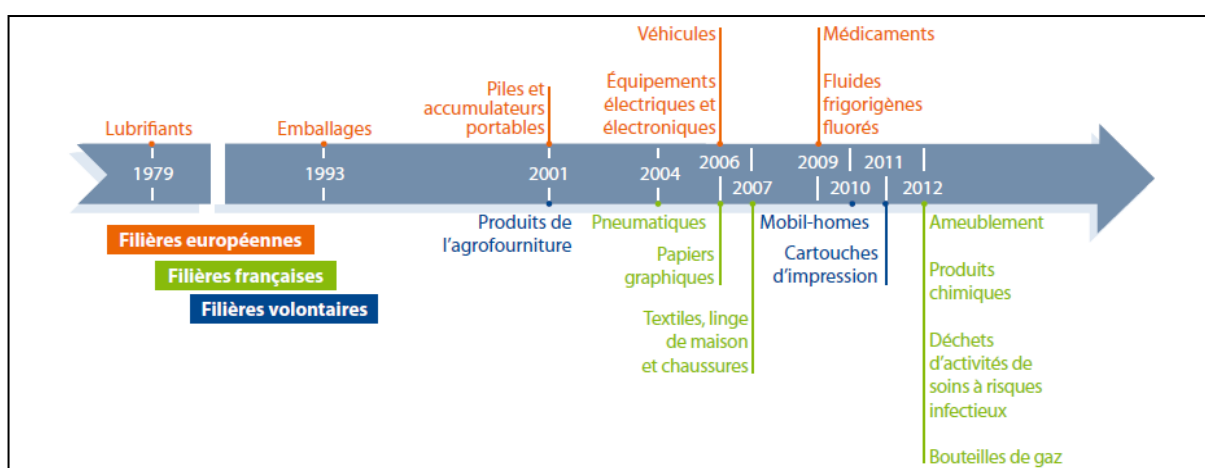 Véhicules
Médicaments
Équipements
électriques et
électroniques
Fluides
frigorigènes
fluorés
Piles et
accumulateurs
portables
Lubrifiants
Emballages
1979
1993
2001
2004
2006
2007
2009
2010
2011
2012
Produits de
l'agrofourniture
Pneumatiques
Papiers
graphiques
Textiles, linge
de maison
et chaussures
Mobil-homes
Cartouches
d'impression
Ameublement
Produits
chimiques
Déchets
d'activités de
soins à risques
infectieux
Bouteilles de gaz
Filières européennes
Filières françaises
Filières volontaires